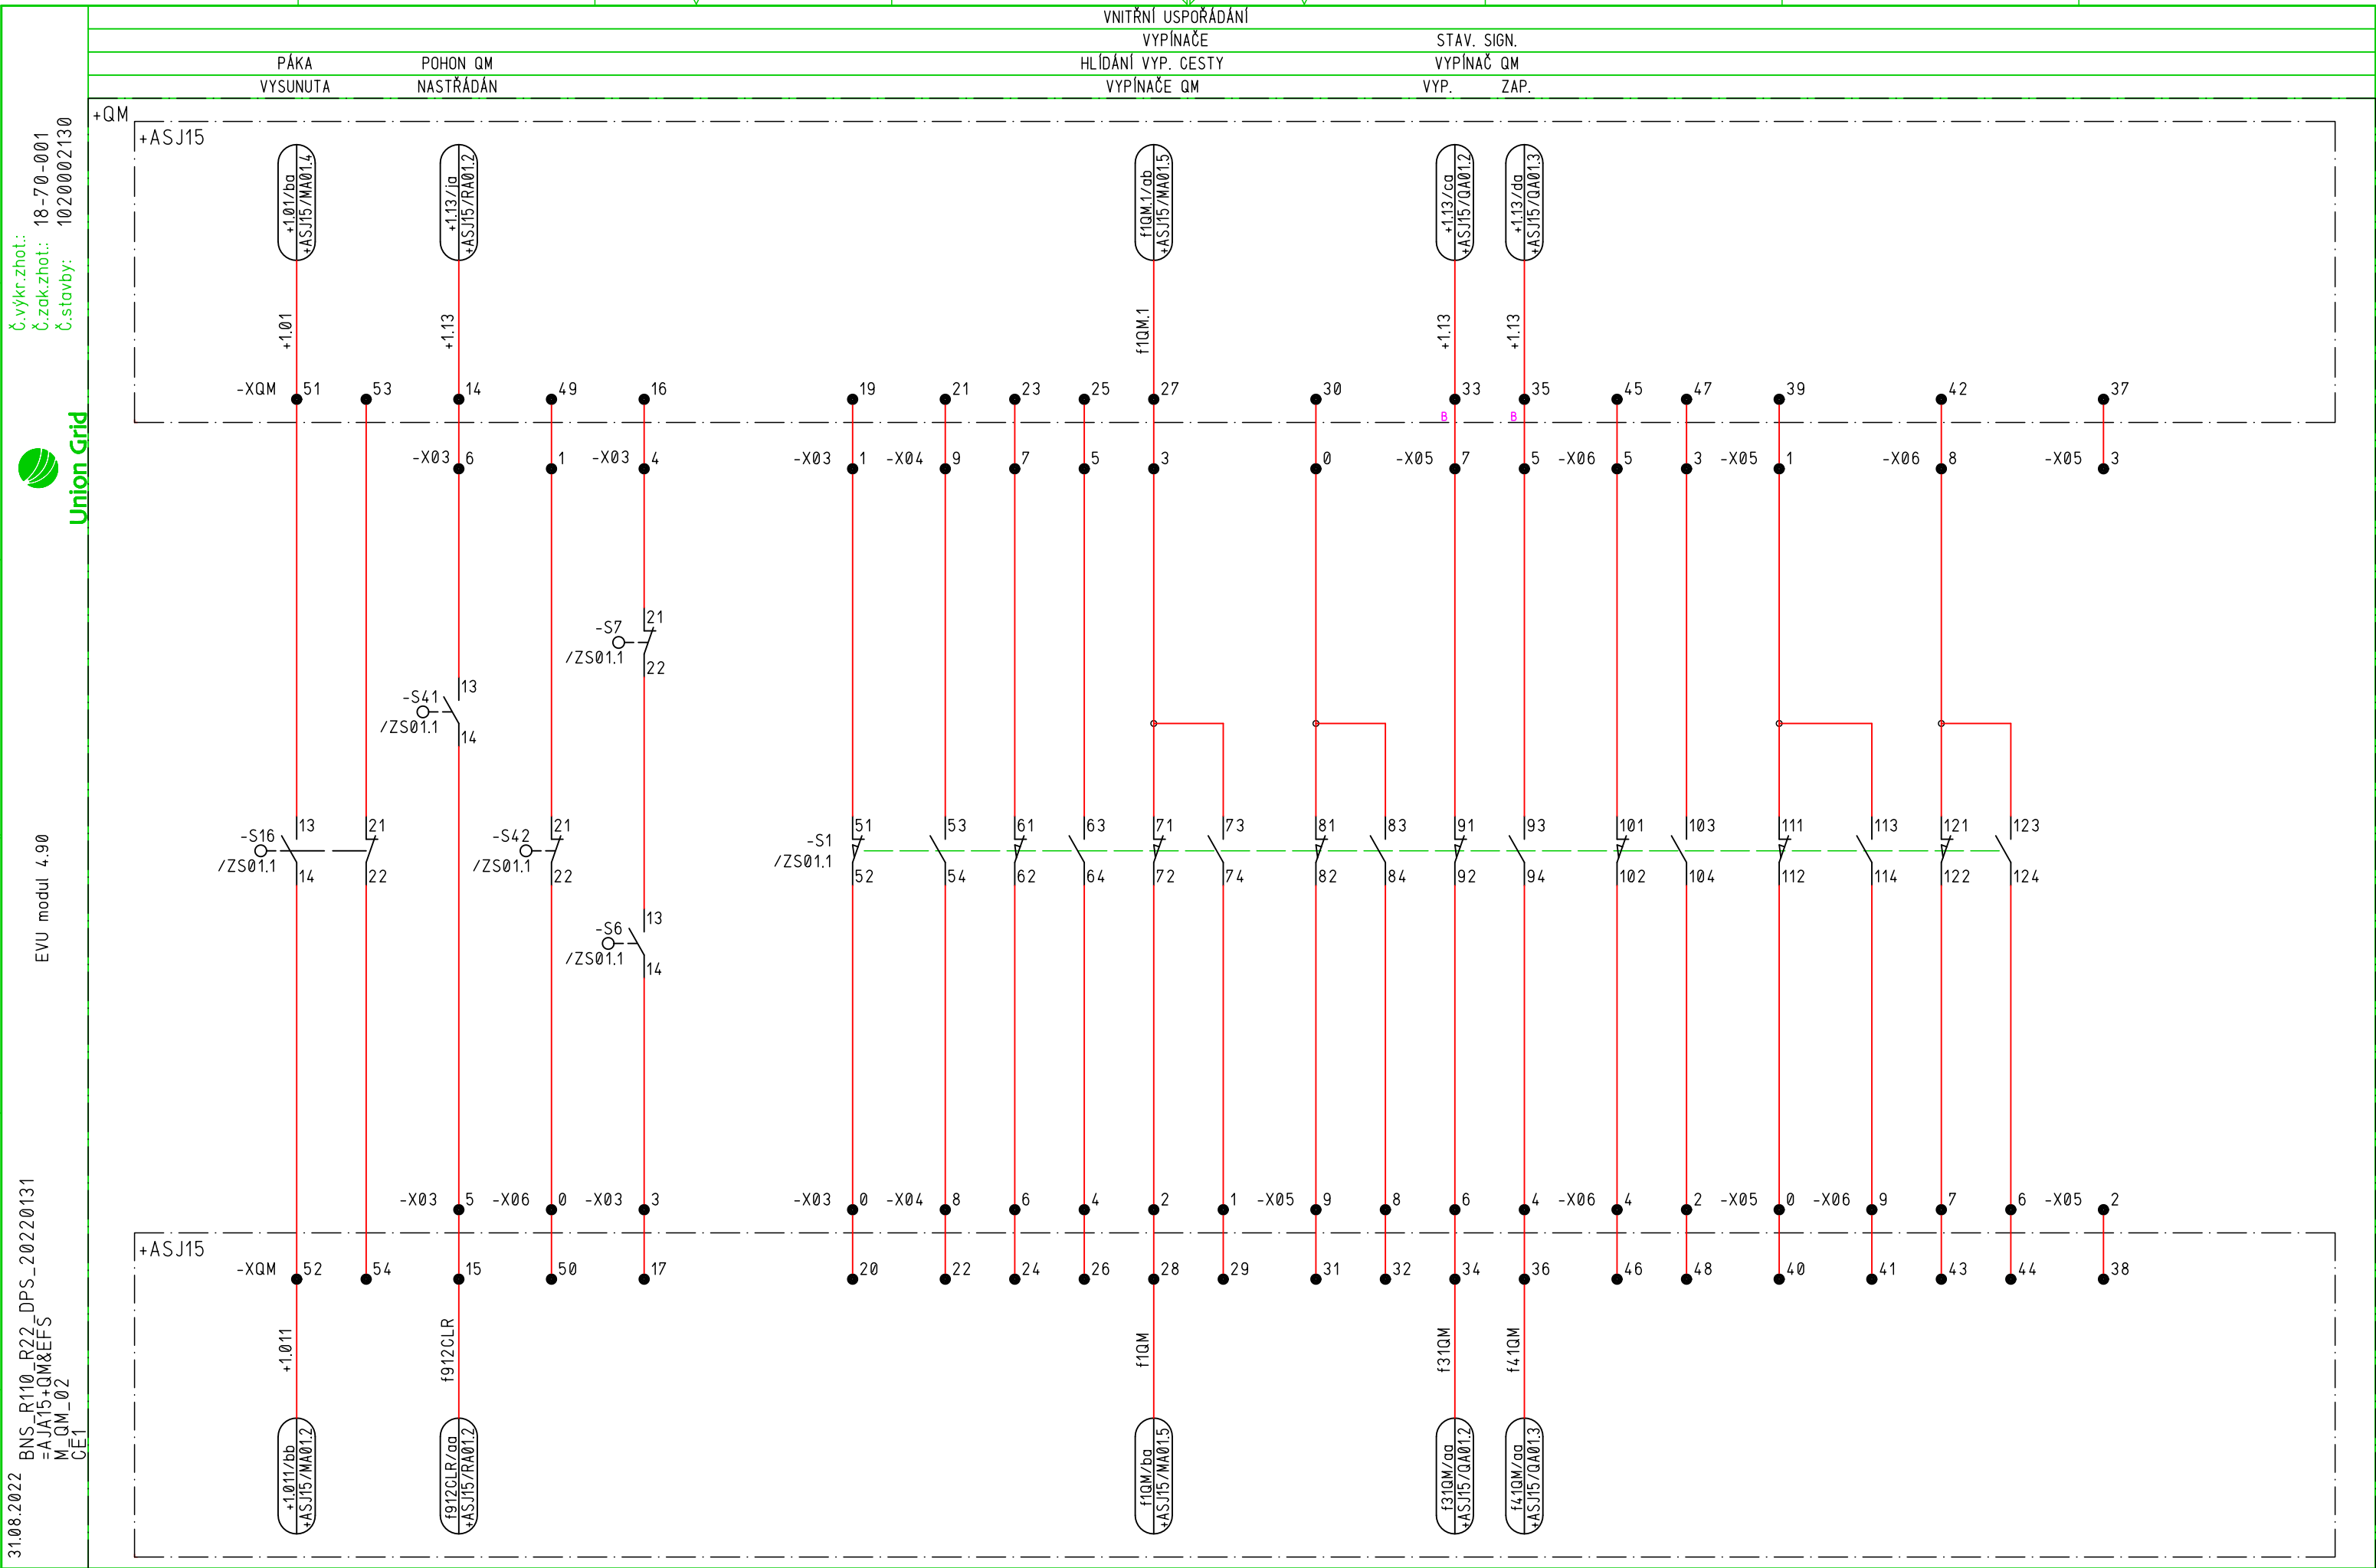 VNITŘNÍ USPOŘÁDÁNÍ
VYPÍNAČE STAV. SIGN.
PÁKA POHON QM HLÍDÁNÍ VYP. CESTY VYPÍNAČ QM
VYSUNUTA NASTŘÁDÁN VYPÍNAČE QM VYP. ZAP.
Č.výkr.zhot.:
Č.zak.zhot.: 18-70-001
Č.stavby: 1020002130
Union Grid
EVU modul 4.90
BNS_R110_R22_DPS_20220131
=AJA15+QM&EFS
M_QM_02
CE1
31.08.2022
+QM
+ASJ15
+1.01/ba
+ASJ15/MA01.4
+1.13/ja
+ASJ15/RA01.2
f1QM.1/ab
+ASJ15/MA01.5
+1.13/ca
+ASJ15/QA01.2
+1.13/da
+ASJ15/QA01.3
+1.01 +1.13 f1QM.1 +1.13 +1.13
-XQM 51 53 14 49 16 19 21 23 25 27 30 33 35 45 47 39 42 37
B B
-X03 6 1 -X03 4 -X03 1 -X04 9 7 5 3 0 -X05 7 5 -X06 5 3 -X05 1 -X06 8 -X05 3
-S7 21
/ZS01.1 22
-S41 13
/ZS01.1 14
-S16 13 21 -S42 21 -S1 51 53 61 63 71 73 81 83 91 93 101 103 111 113 121 123
/ZS01.1 14 22 /ZS01.1 22 /ZS01.1 52 54 62 64 72 74 82 84 92 94 102 104 112 114 122 124
-S6 13
/ZS01.1 14
-X03 5 -X06 0 -X03 3 -X03 0 -X04 8 6 4 2 1 -X05 9 8 6 4 -X06 4 2 -X05 0 -X06 9 7 6 -X05 2
+ASJ15
-XQM 52 54 15 50 17 20 22 24 26 28 29 31 32 34 36 46 48 40 41 43 44 38
+1.011 f912CLR f1QM f31QM f41QM
+1.011/bb
+ASJ15/MA01.2
f912CLR/aa
+ASJ15/RA01.2
f1QM/ba
+ASJ15/MA01.5
f31QM/aa
+ASJ15/QA01.2
f41QM/aa
+ASJ15/QA01.3